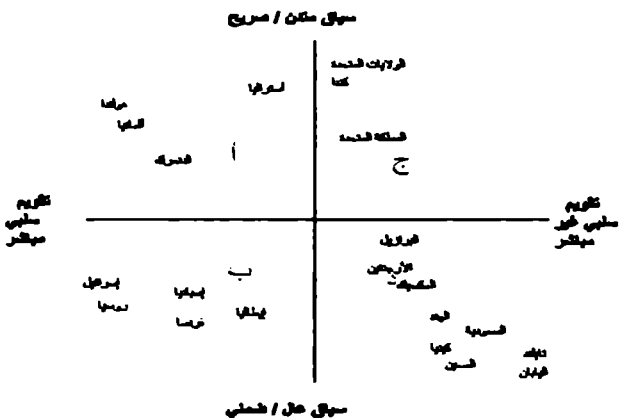 سياق متدن / صريح
الولايات المتحدة
كندا
أستراليا
هولندا
ألمانيا
المملكة المتحدة
الدنمرك
أ
ج
تقويم
سلبي
مباشر
تقويم
سلبي غير
مباشر
البرازيل
الأرجنتين
المكسيك
ب
إسرائيل
روسيا
إسبانيا
فرنسا
إيطاليا
الهند
السعودية
كينيا
الصين
تايلند
اليابان
سياق عال / ضمني